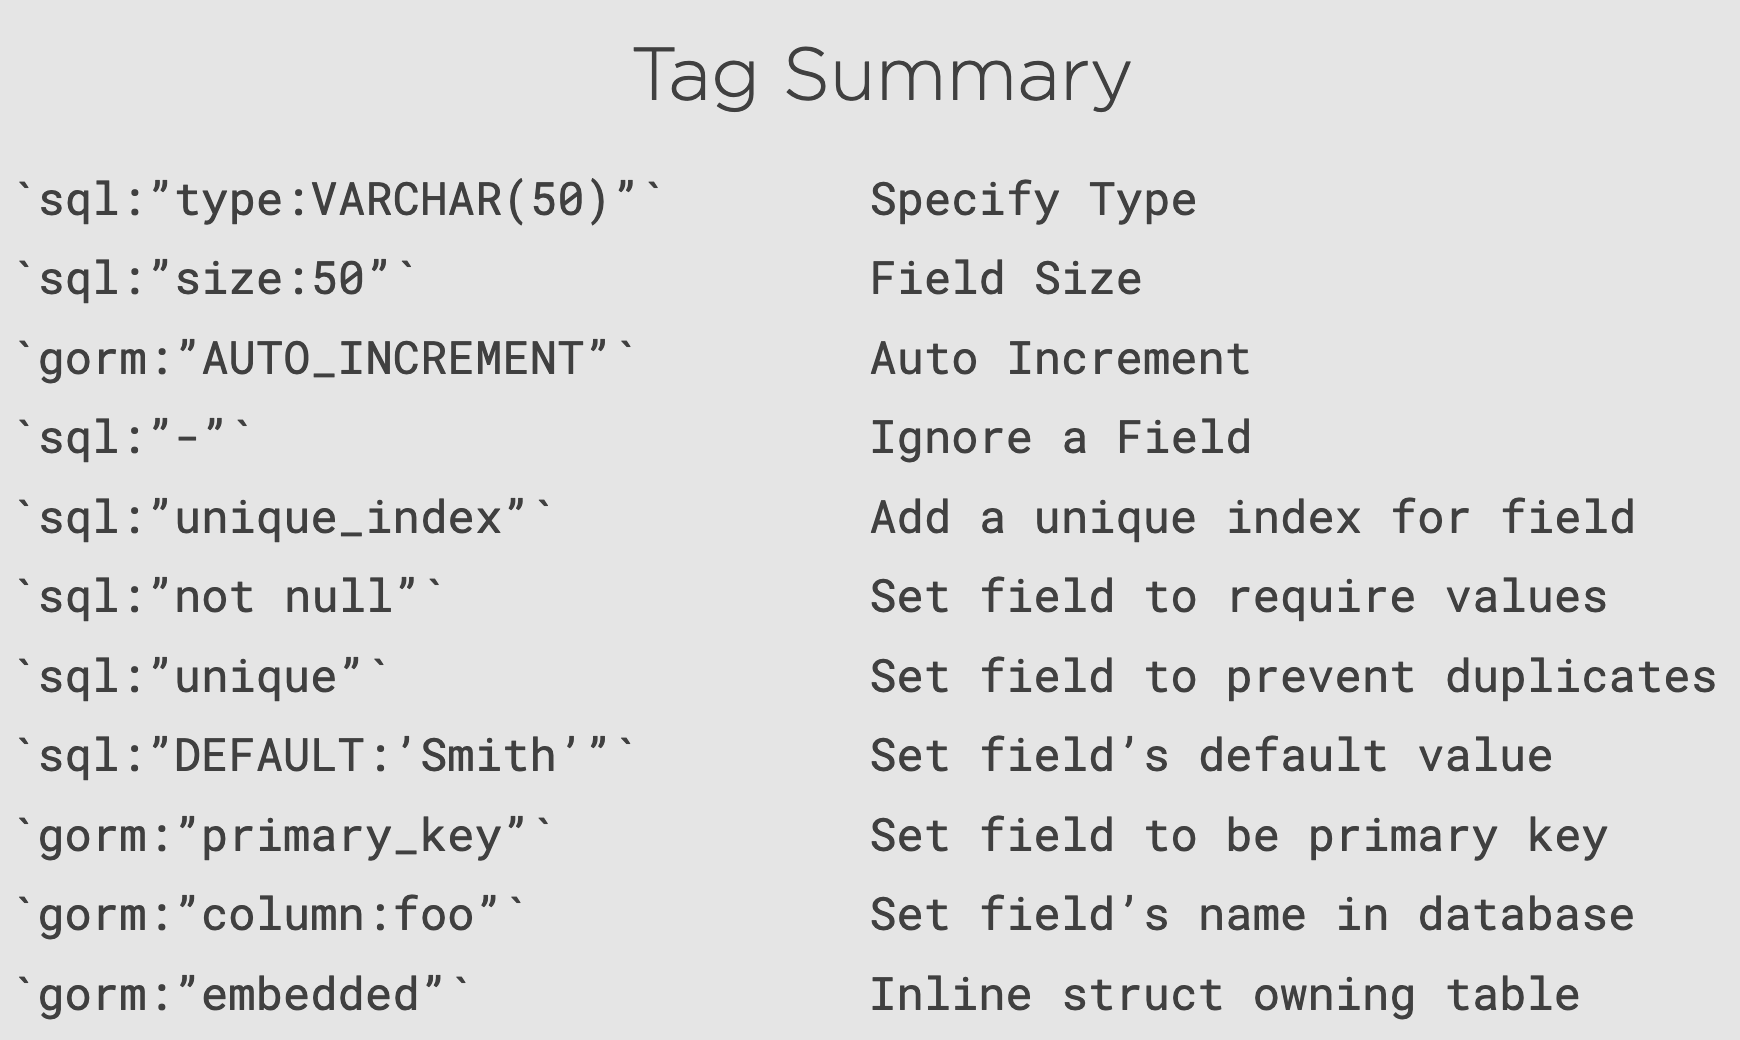 Tag Summary
`sql:”type:VARCHAR(50)”` Specify Type
`sql:”size:50”` Field Size
`gorm:”AUTO_INCREMENT”` Auto Increment
`sql:”-”` Ignore a Field
`sql:”unique_index”` Add a unique index for field
`sql:”not null”` Set field to require values
`sql:”unique”` Set field to prevent duplicates
`sql:”DEFAULT:’Smith’”` Set field’s default value
`gorm:”primary_key”` Set field to be primary key
`gorm:”column:foo”` Set field’s name in database
`gorm:”embedded”` Inline struct owning table